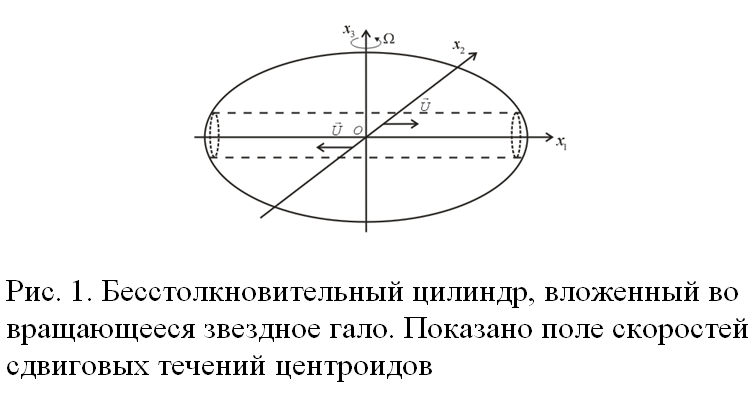 x₃
Ω
x₂
U⃗
U⃗
O
x₁
Рис. 1. Бесстолкновительный цилиндр, вложенный во
вращающееся звездное гало. Показано поле скоростей
сдвиговых течений центроидов